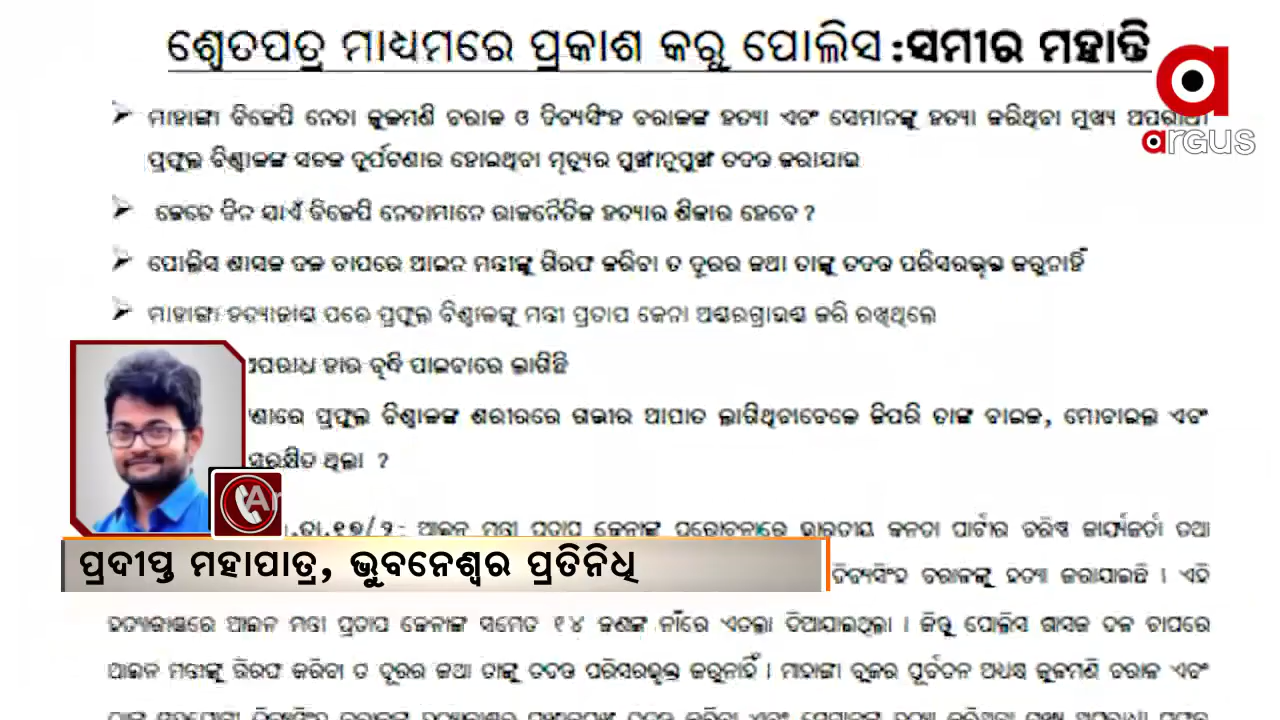 ଶ୍ୱେତପତ୍ର ମାଧ୍ୟମରେ ପ୍ରକାଶ କରୁ ପୋଲିସ :ସମୀର ମହାନ୍ତି
ମାହାଙ୍ଗା ବିଜେପି ନେତା କୁଳମଣି ବରାଳ ଓ ଦିବ୍ୟସିଂହ ବରାଳଙ୍କ ହତ୍ୟା ଏବଂ ସେମାନଙ୍କୁ ହତ୍ୟା କରିଥିବା ମୁଖ୍ୟ ଅପରାଧୀ
argus
ପ୍ରଫୁଲ ବିଶ୍ୱାଳଙ୍କ ସଡକ ଦୁର୍ଘଟଣାର ହୋଇଥିବା ମୃତ୍ୟୁର ପୁଙ୍ଖାନୁପୁଙ୍ଖ ତଦନ୍ତ କରାଯାଉ
କେତେ ଦିନ ଯାଏଁ ବିଜେପି ନେତାମାନେ ରାଜନୈତିକ ହତ୍ୟାର ଶିକାର ହେବେ ?
ପୋଲିସ ଶାସକ ଦଳ ଚାପରେ ଆଇନ ମନ୍ତ୍ରୀଙ୍କୁ ଗିରଫ କରିବା ତ ଦୂରର କଥା ତାଙ୍କୁ ତଦନ୍ତ ପରିସରଭୁକ୍ତ କରୁନାହିଁ
ମାହାଙ୍ଗା ହତ୍ୟାକାଣ୍ଡ ପରେ ପ୍ରଫୁଲ ବିଶ୍ୱାଳଙ୍କୁ ମନ୍ତ୍ରୀ ପ୍ରତାପ ଜେନା ଅଣ୍ଡରଗ୍ରାଉଣ୍ଡ କରି ରଖିଥିଲେ
ଅପରାଧ ହାର ବୃଦ୍ଧି ପାଇବାରେ ଲାଗିଛି
ପ୍ରଫୁଲ ବିଶ୍ୱାଳଙ୍କ ଶରୀରରେ ଗଭୀର ଆଘାତ ଲାଗିଥିବାବେଳେ କିପରି ତାଙ୍କ ବାଇକ, ମୋବାଇଲ ଏବଂ
ସୁରକ୍ଷିତ ଥିଲା ?
ତା.୧୭/୨- ଆଇନ ମନ୍ତ୍ରୀ ପ୍ରତାପ ଜେନାଙ୍କ ପ୍ରରୋଚନାରେ ଭାରତୀୟ ଜନତା ପାର୍ଟୀର ବରିଷ୍ଠ କାର୍ଯ୍ୟକର୍ତା ତଥା
ପ୍ରଦୀପ୍ତ ମହାପାତ୍ର, ଭୁବନେଶ୍ୱର ପ୍ରତିନିଧି
ଦିବ୍ୟସିଂହ ବରାଳଙ୍କୁ ହତ୍ୟା କରାଯାଇଛି । ଏହି
ହତ୍ୟାକାଣ୍ଡରେ ଆଇନ ମନ୍ତ୍ରୀ ପ୍ରତାପ ଜେନାଙ୍କ ସମେତ ୧୪ ଜଣଙ୍କ ନାଁରେ ଏତଲା ଦିଆଯାଇଥିଲା । କିନ୍ତୁ ପୋଲିସ ଶାସକ ଦଳ ଚାପରେ
ଆଇନ ମନ୍ତ୍ରୀଙ୍କୁ ଗିରଫ କରିବା ତ ଦୂରର କଥା ତାଙ୍କୁ ତଦନ୍ତ ପରିସରଭୁକ୍ତ କରୁନାହିଁ । ମାହାଙ୍ଗା ବ୍ଲକର ପୂର୍ବତନ ଅଧ୍ୟକ୍ଷ କୁଳମଣି ବରାଳ ଏବଂ